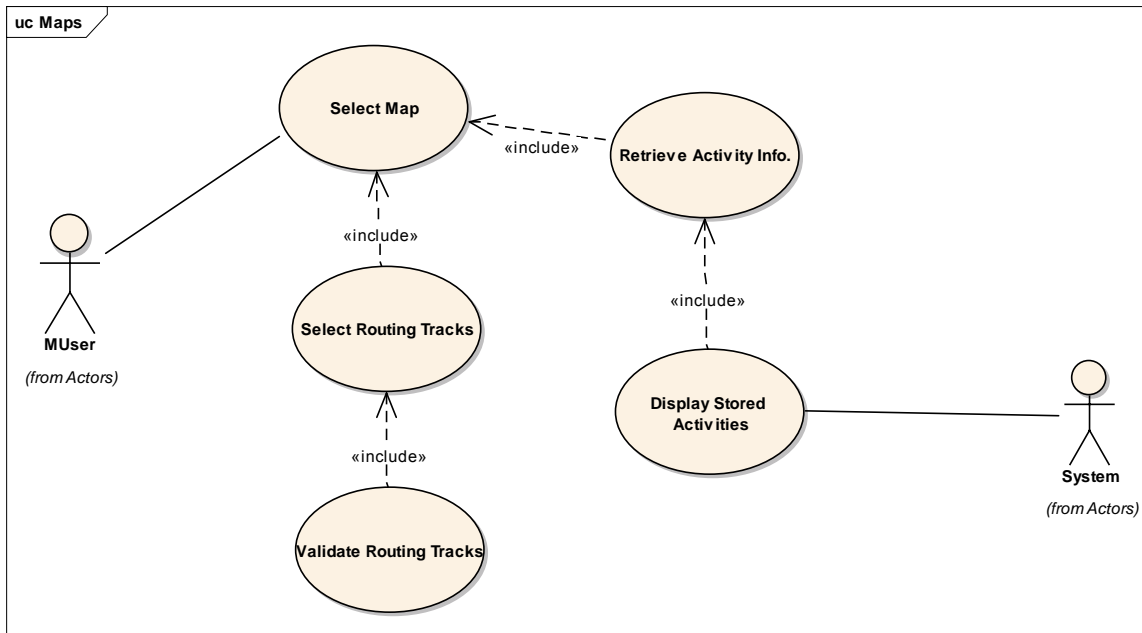 uc Maps
Select Map
«include»
Retrieve Activity Info.
«include»
MUser
(from Actors)
Select Routing Tracks
«include»
Display Stored
Activities
«include»
System
(from Actors)
Validate Routing Tracks